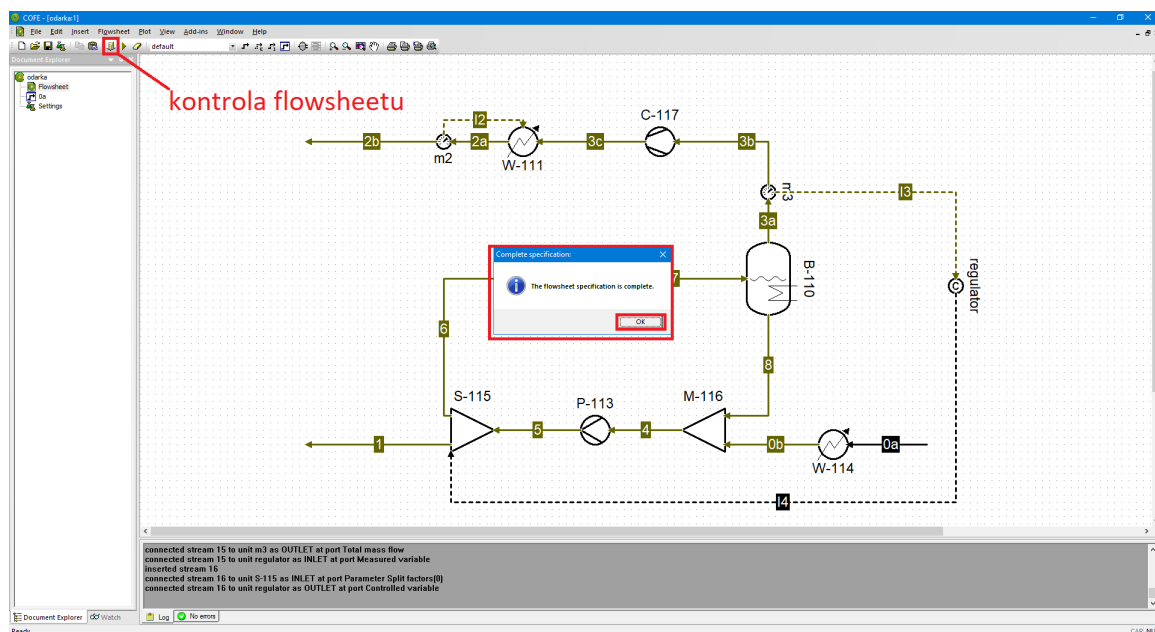 COFE - [odarka:1]
File Edit Insert Flowsheet Plot View Add-ins Window Help
default
Document Explorer
odarka
Flowsheet
0a
Settings
kontrola flowsheetu
C-117
I2
2b
2a
3c
3b
m2
W-111
m3
I3
3a
Complete specification:
The flowsheet specification is complete.
OK
7
B-110
regulator
C
6
8
S-115
P-113
M-116
5
4
1
0b
0a
W-114
I4
connected stream 15 to unit m3 as OUTLET at port Total mass flow
connected stream 15 to unit regulator as INLET at port Measured variable
inserted stream 16
connected stream 16 to unit S-115 as INLET at port Parameter Split factors[0]
connected stream 16 to unit regulator as OUTLET at port Controlled variable
Document Explorer Watch
Log No errors
Ready